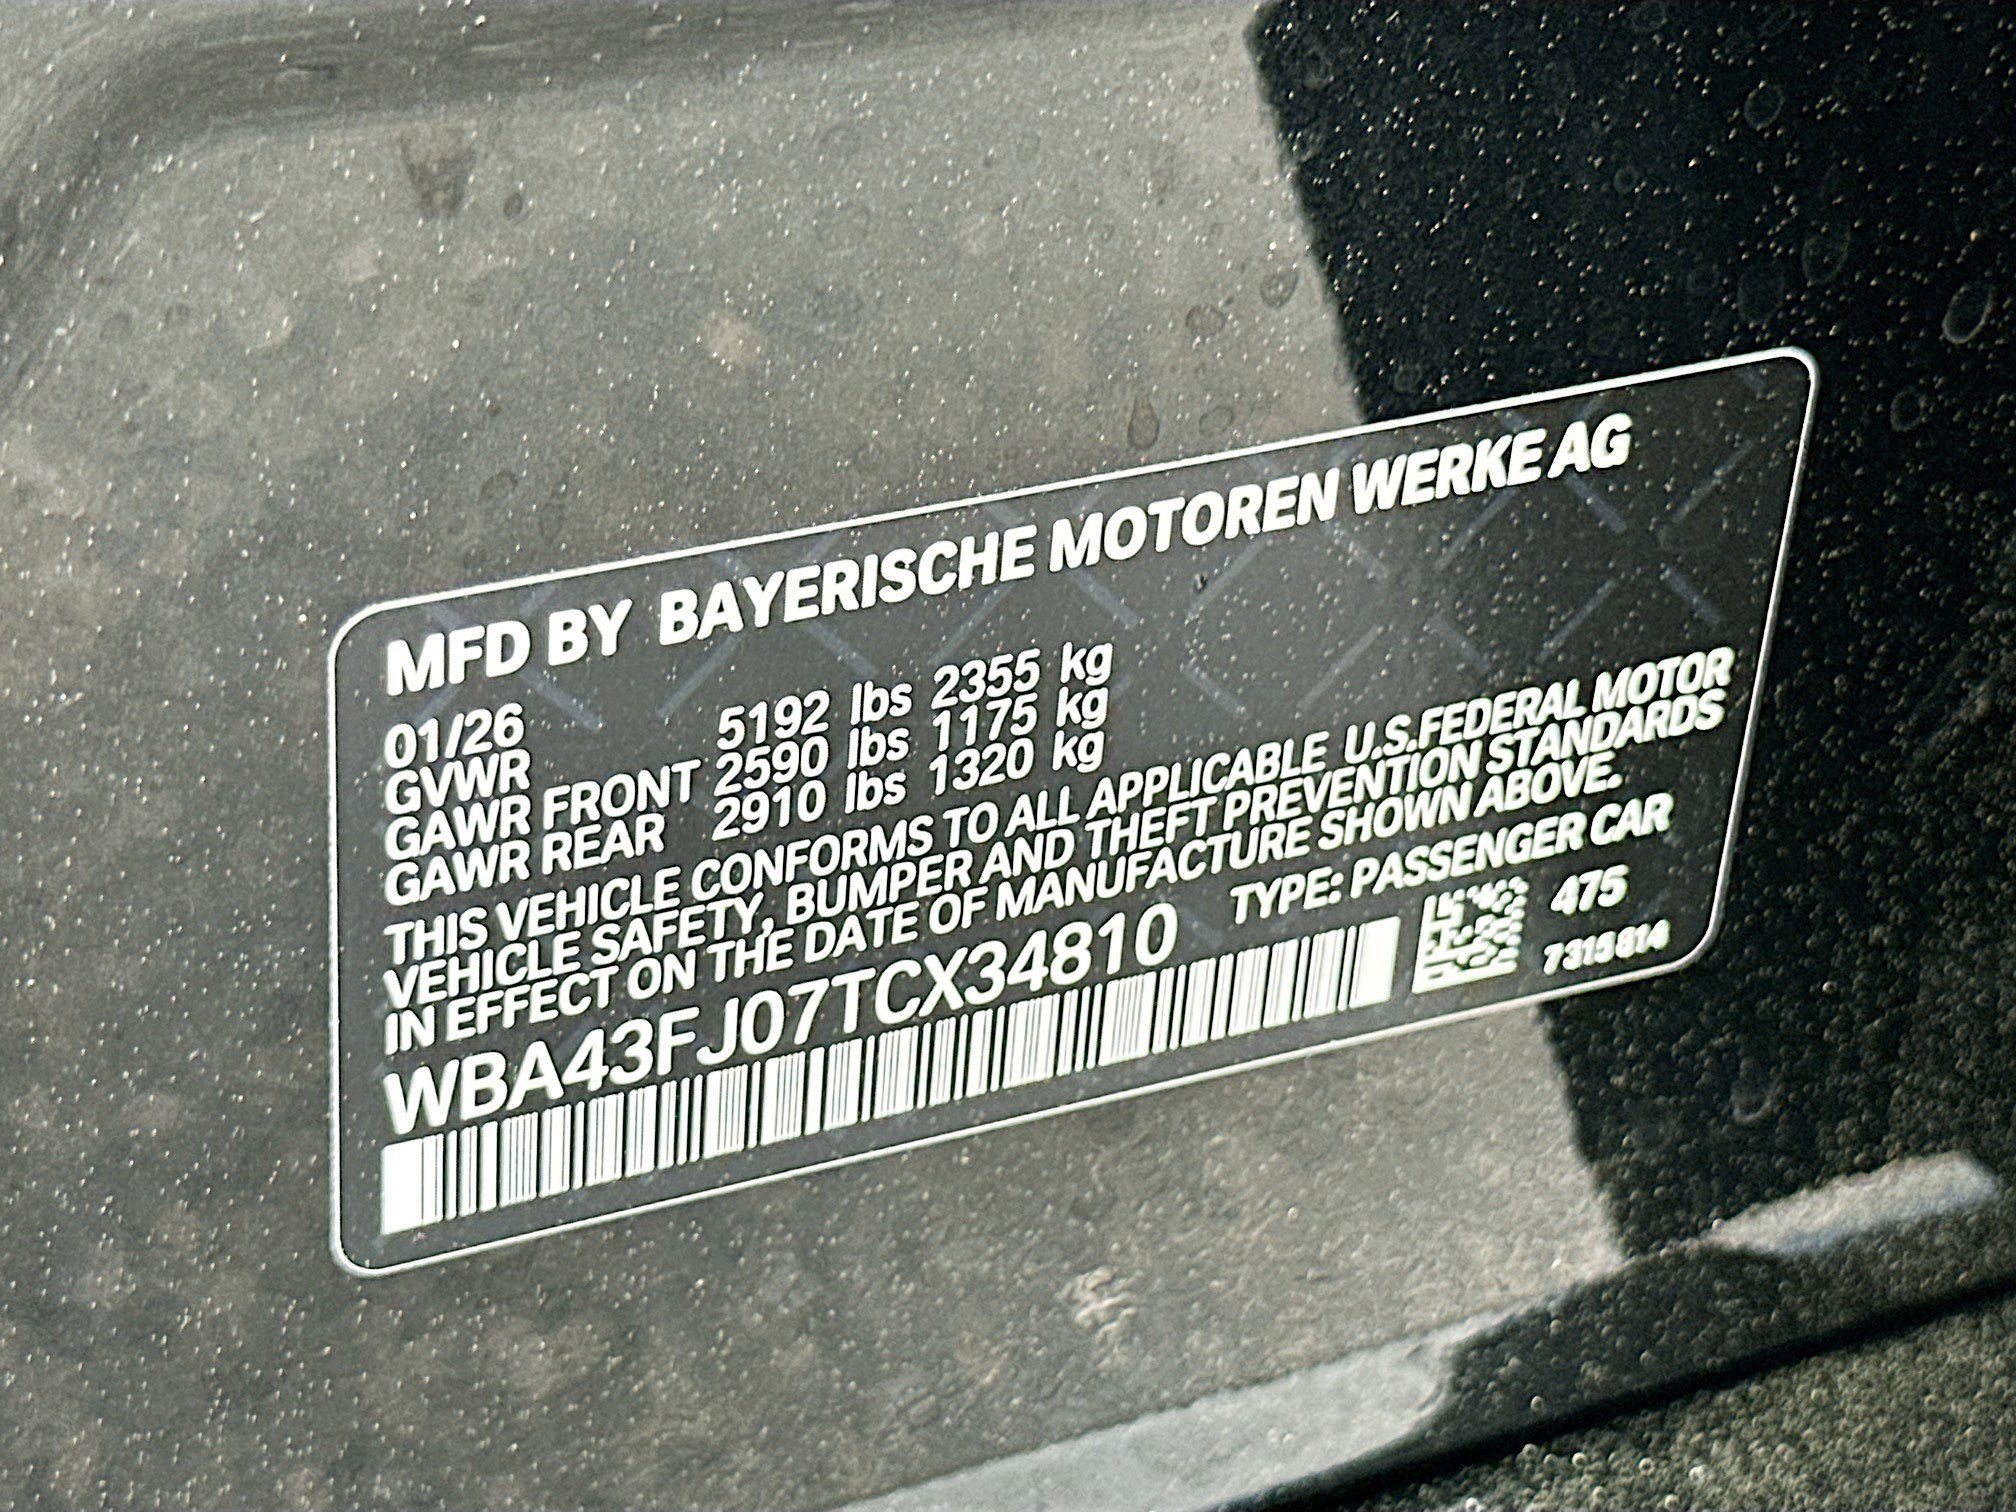 MFD BY BAYERISCHE MOTOREN WERKE AG
01/26
GVWR 5192 lbs 2355 kg
GAWR FRONT 2590 lbs 1175 kg
GAWR REAR 2910 lbs 1320 kg
THIS VEHICLE CONFORMS TO ALL APPLICABLE U.S.FEDERAL MOTOR
VEHICLE SAFETY, BUMPER AND THEFT PREVENTION STANDARDS
IN EFFECT ON THE DATE OF MANUFACTURE SHOWN ABOVE.
WBA43FJ07TCX34810 TYPE: PASSENGER CAR
475
7315814